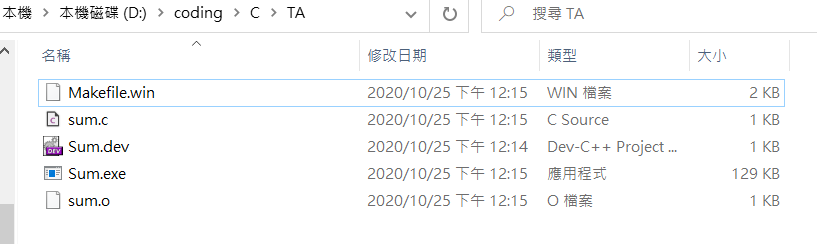 本機 > 本機磁碟 (D:) > coding > C > TA 搜尋 TA
名稱 修改日期 類型 大小
Makefile.win 2020/10/25 下午 12:15 WIN 檔案 2 KB
sum.c 2020/10/25 下午 12:15 C Source 1 KB
Sum.dev 2020/10/25 下午 12:14 Dev-C++ Project ... 1 KB
Sum.exe 2020/10/25 下午 12:15 應用程式 129 KB
sum.o 2020/10/25 下午 12:15 O 檔案 1 KB